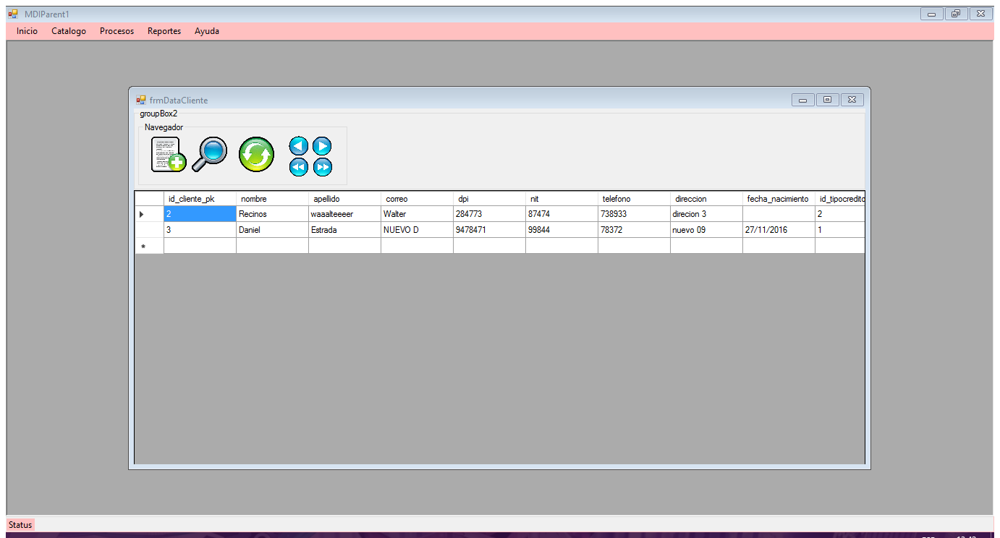 MDIParent1
Inicio Catalogo Procesos Reportes Ayuda
frmDataCliente
groupBox2
Navegador
id_cliente_pk nombre apellido correo dpi nit telefono direccion fecha_nacimiento id_tipocredito
2 Recinos waaalteeeer Walter 284773 87474 738933 direcion 3 2
3 Daniel Estrada NUEVO D 9478471 99844 78372 nuevo 09 27/11/2016 1
Status